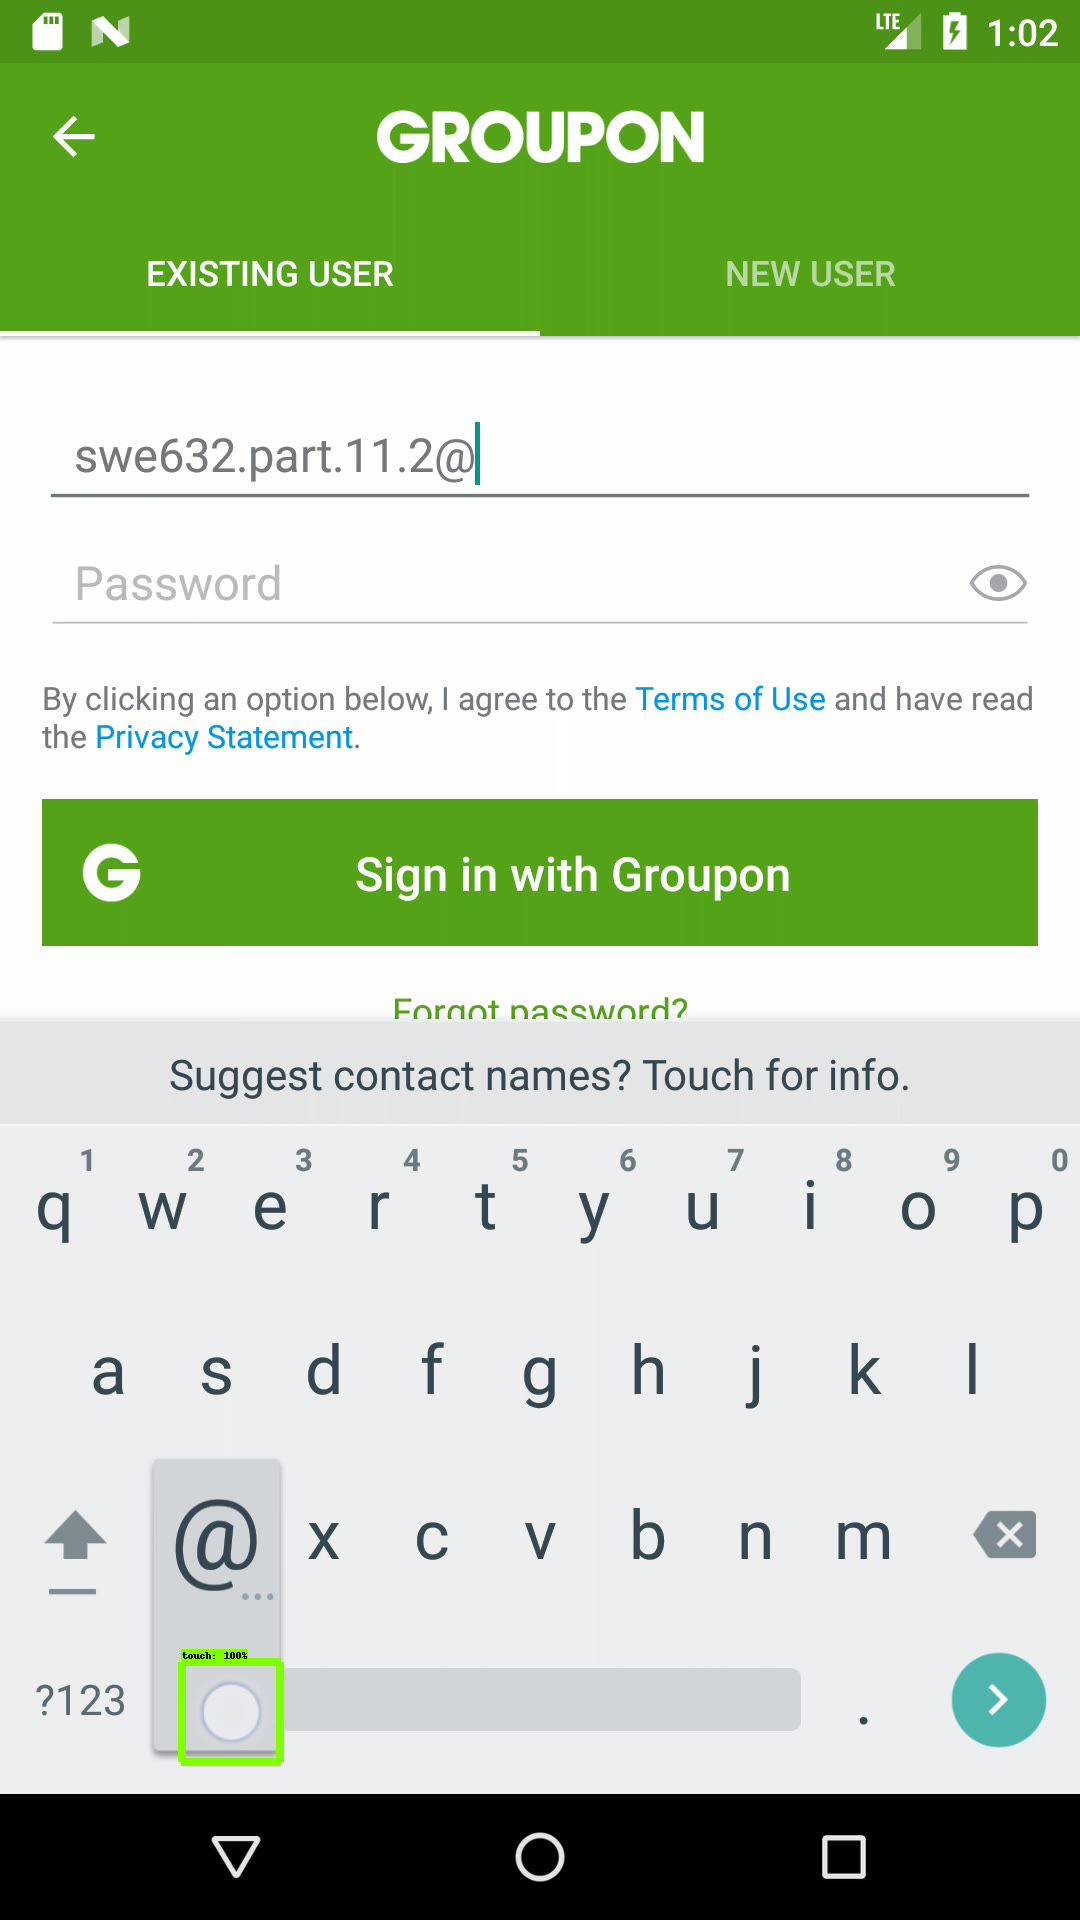 LTE 1:02
GROUPON
EXISTING USER NEW USER
swe632.part.11.2@
Password
By clicking an option below, I agree to the Terms of Use and have read
the Privacy Statement.
G Sign in with Groupon
Forgot password?
Suggest contact names? Touch for info.
1 2 3 4 5 6 7 8 9 0
q w e r t y u i o p
a s d f g h j k l
@ x c v b n m
touch: 100%
?123 .